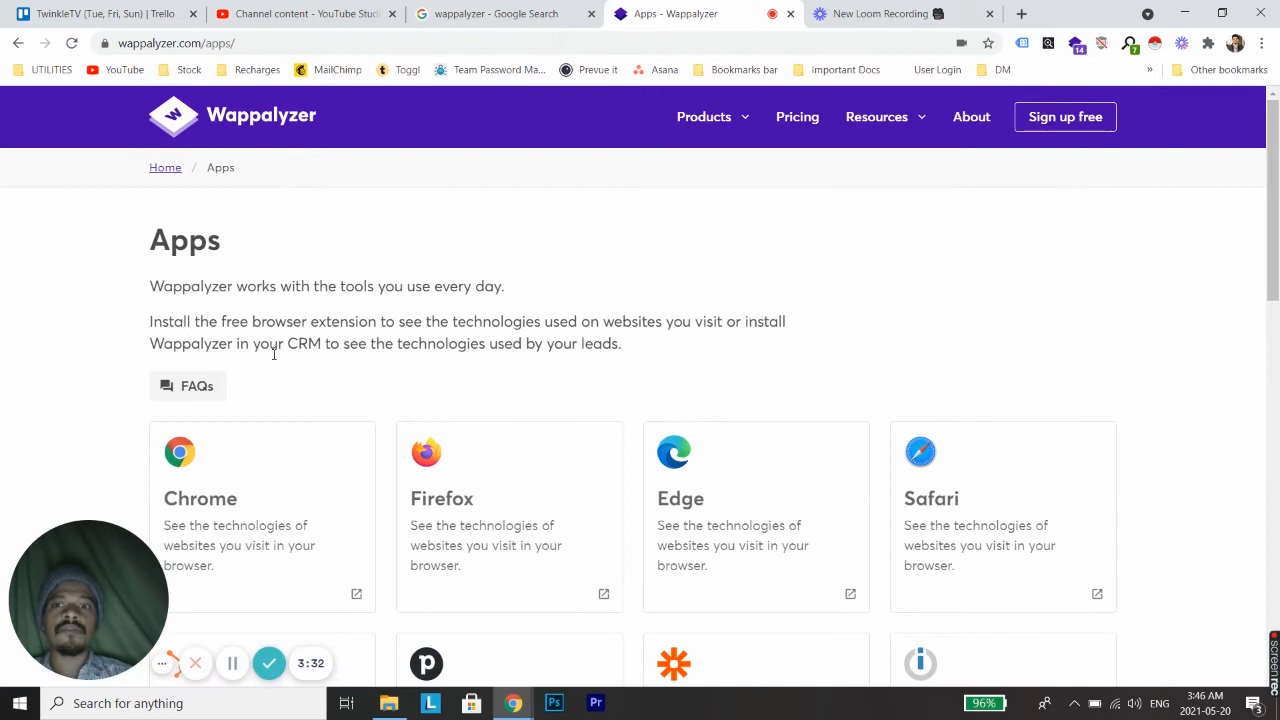 TwinkleTV (Tue, Fri, Sun) | Trello
Channel content - YouTube Stud
wappalyzer - Google Search
Apps - Wappalyzer
New Loom Recording
wappalyzer.com/apps/
14
7
UTILITIES
YouTube
Stock
Recharges
MailChimp
Toggl
Team Password Ma...
Prevue it
Asana
Bookmarks bar
Important Docs
User Login
DM
»
Other bookmarks
Wappalyzer
Products
Pricing
Resources
About
Sign up free
Home / Apps
Apps
Wappalyzer works with the tools you use every day.
Install the free browser extension to see the technologies used on websites you visit or install
Wappalyzer in your CRM to see the technologies used by your leads.
FAQs
Chrome
See the technologies of
websites you visit in your
browser.
Firefox
See the technologies of
websites you visit in your
browser.
Edge
See the technologies of
websites you visit in your
browser.
Safari
See the technologies of
websites you visit in your
browser.
3:32
screenrec
Search for anything
L
Ps
Pr
96%
ENG
3:46 AM
2021-05-20
3